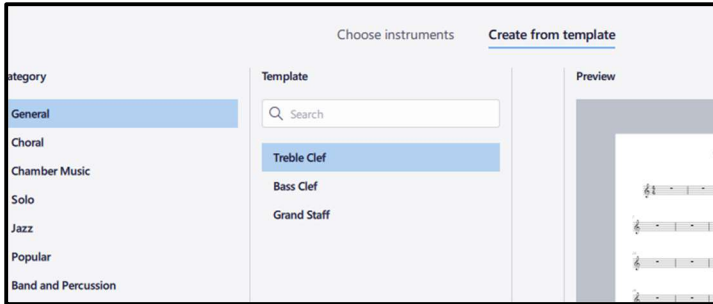 Choose instruments
Create from template
ategory
Template
Preview
General
Search
Choral
Treble Clef
Chamber Music
Bass Clef
Solo
Grand Staff
Jazz
Popular
Band and Percussion